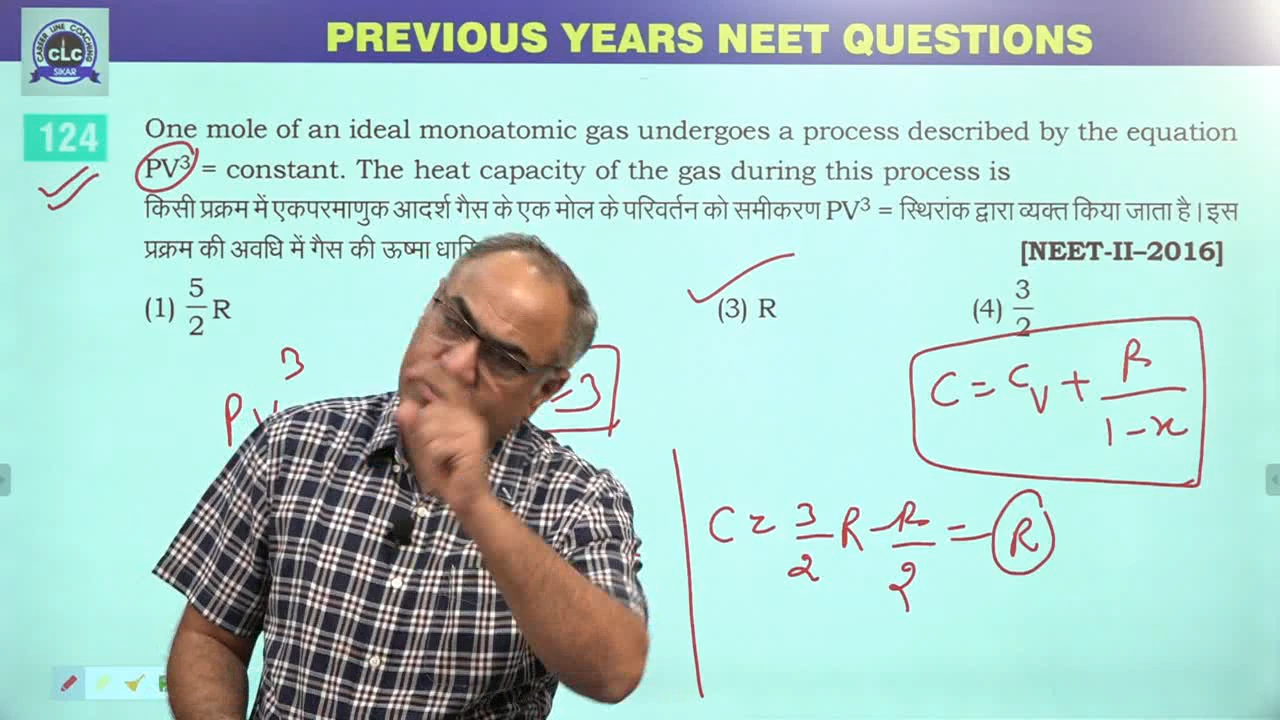 PREVIOUS YEARS NEET QUESTIONS
CAREER LINE COACHING
CLC
SIKAR
124
One mole of an ideal monoatomic gas undergoes a process described by the equation
PV³ = constant. The heat capacity of the gas during this process is
किसी प्रक्रम में एकपरमाणुक आदर्श गैस के एक मोल के परिवर्तन को समीकरण PV³ = स्थिरांक द्वारा व्यक्त किया जाता है। इस
प्रक्रम की अवधि में गैस की ऊष्मा [NEET-II–2016]
(1) 5/2 R (3) R (4) 3/2
3
C = Cv + R/(1-x)
C = 3/2 R - R/2 = R